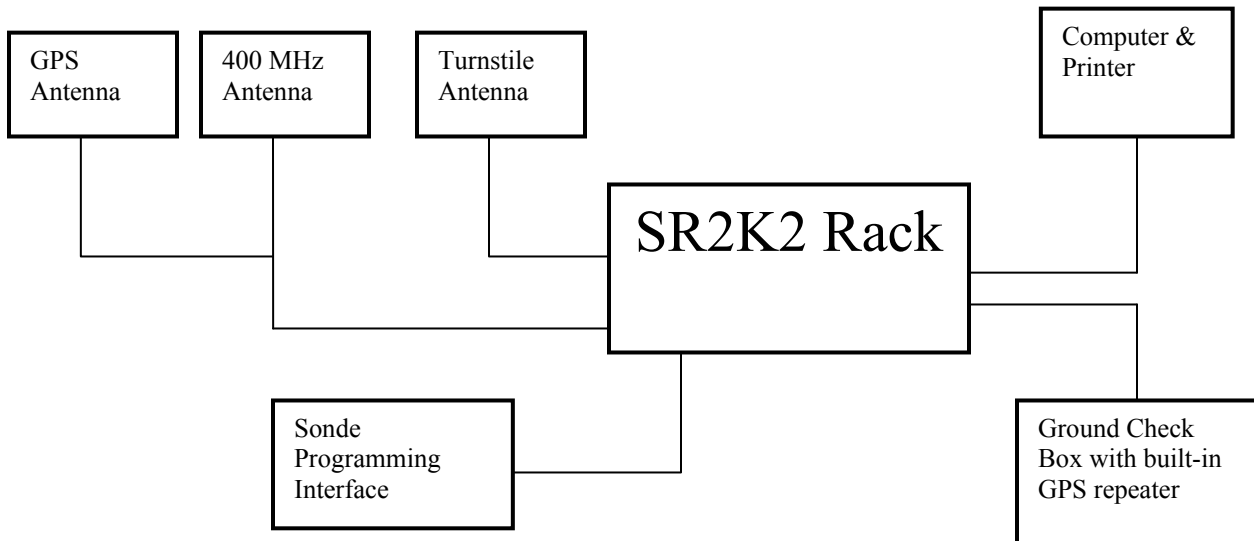 GPS
Antenna
400 MHz
Antenna
Turnstile
Antenna
Computer &
Printer
SR2K2 Rack
Sonde
Programming
Interface
Ground Check
Box with built-in
GPS repeater